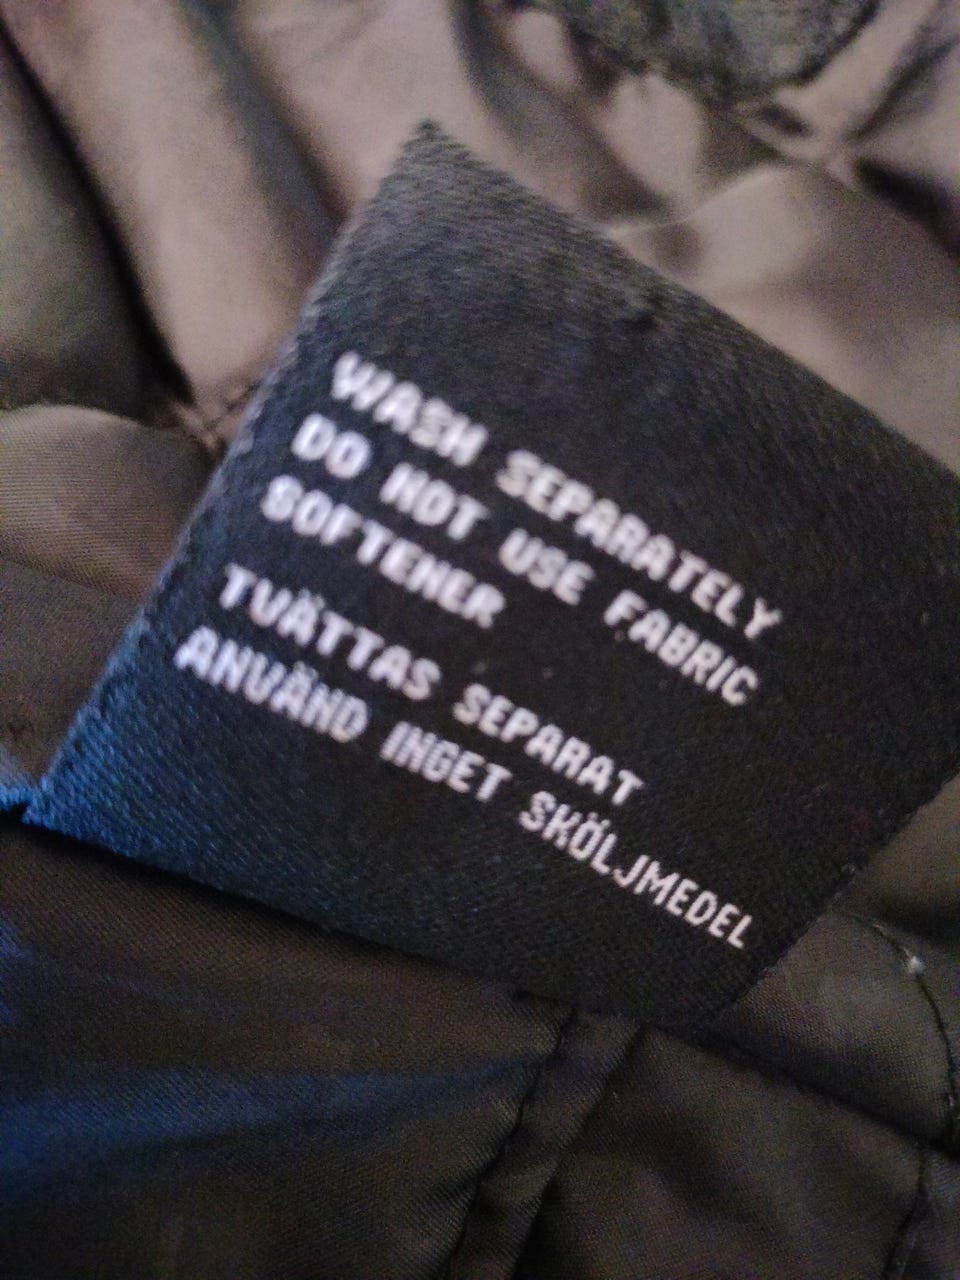 WASH SEPARATELY
DO NOT USE FABRIC
SOFTENER
TVÄTTAS SEPARAT
ANVÄND INGET SKÖLJMEDEL